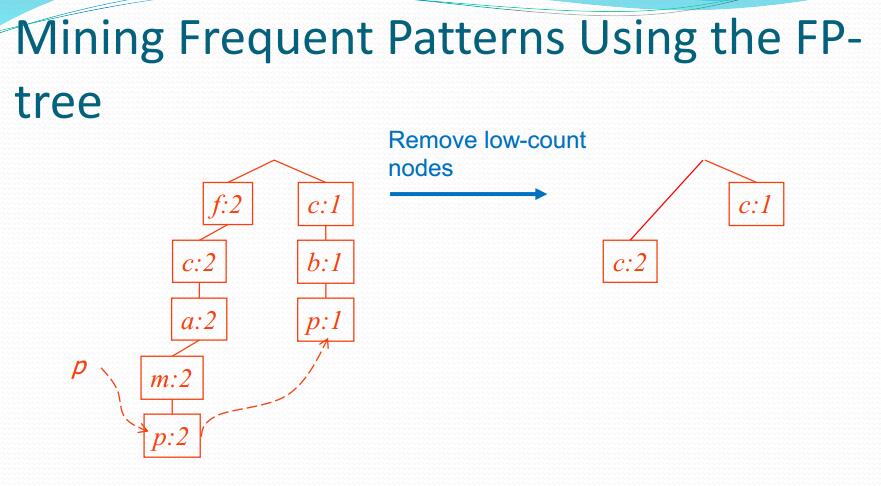 Mining Frequent Patterns Using the FP-
tree
Remove low-count
nodes
f:2
c:1
c:1
c:2
b:1
c:2
a:2
p:1
p
m:2
p:2